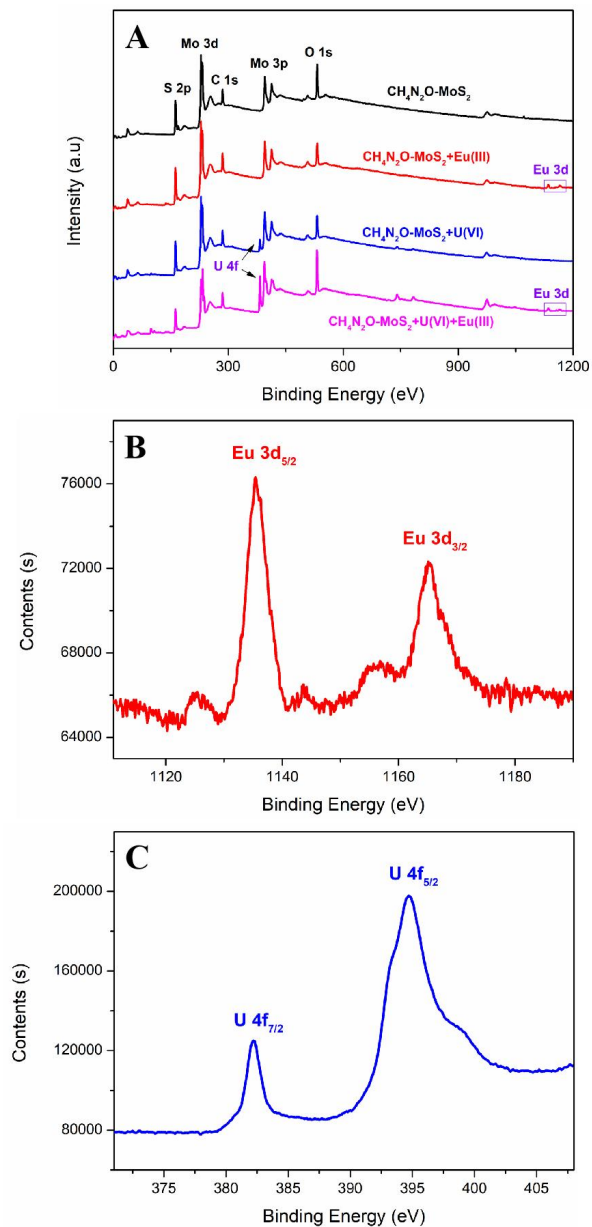 A
Mo 3d
S 2p
C 1s
Mo 3p
O 1s
CH₄N₂O-MoS₂
CH₄N₂O-MoS₂+Eu(III)
Eu 3d
CH₄N₂O-MoS₂+U(VI)
U 4f
Eu 3d
CH₄N₂O-MoS₂+U(VI)+Eu(III)
Intensity (a.u)
0 300 600 900 1200
Binding Energy (eV)
B
Eu 3d₅/₂
Eu 3d₃/₂
76000
72000
68000
64000
Contents (s)
1120 1140 1160 1180
Binding Energy (eV)
C
U 4f₅/₂
U 4f₇/₂
200000
160000
120000
80000
Contents (s)
375 380 385 390 395 400 405
Binding Energy (eV)